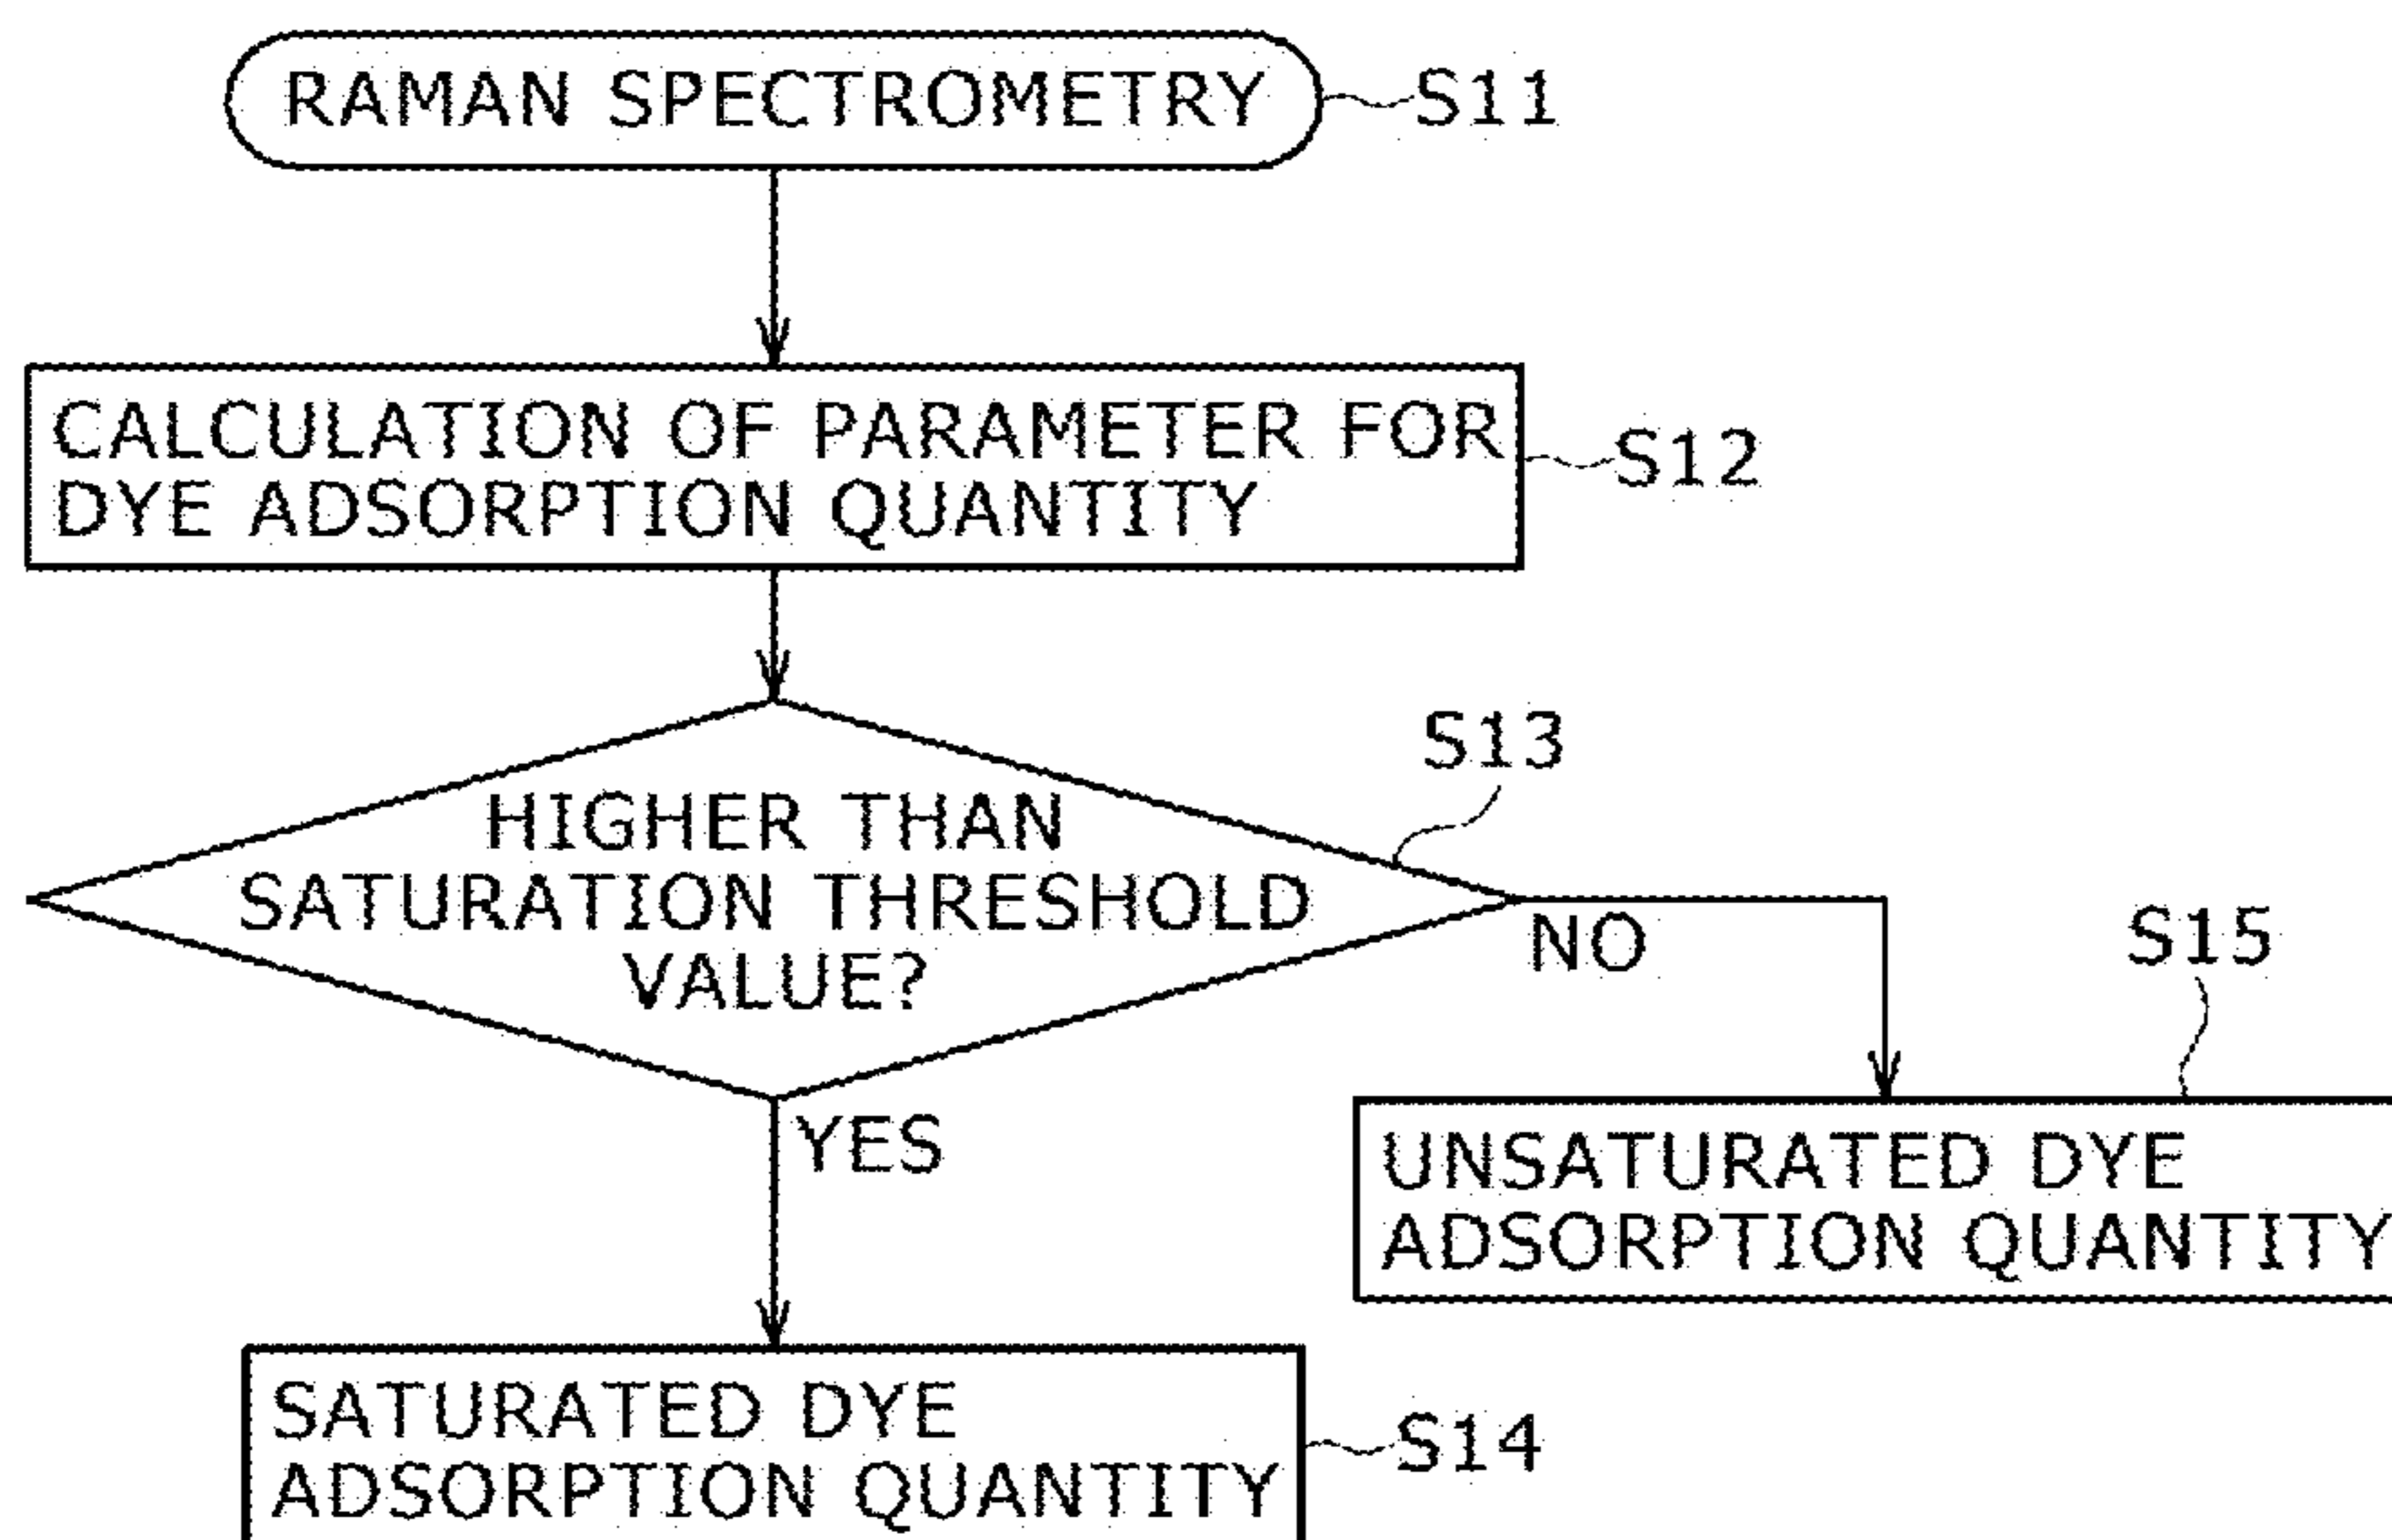 RAMAN SPECTROMETRY
S11
CALCULATION OF PARAMETER FOR
DYE ADSORPTION QUANTITY
S12
S13
HIGHER THAN
SATURATION THRESHOLD
VALUE?
NO
S15
YES
UNSATURATED DYE
ADSORPTION QUANTITY
SATURATED DYE
ADSORPTION QUANTITY
S14